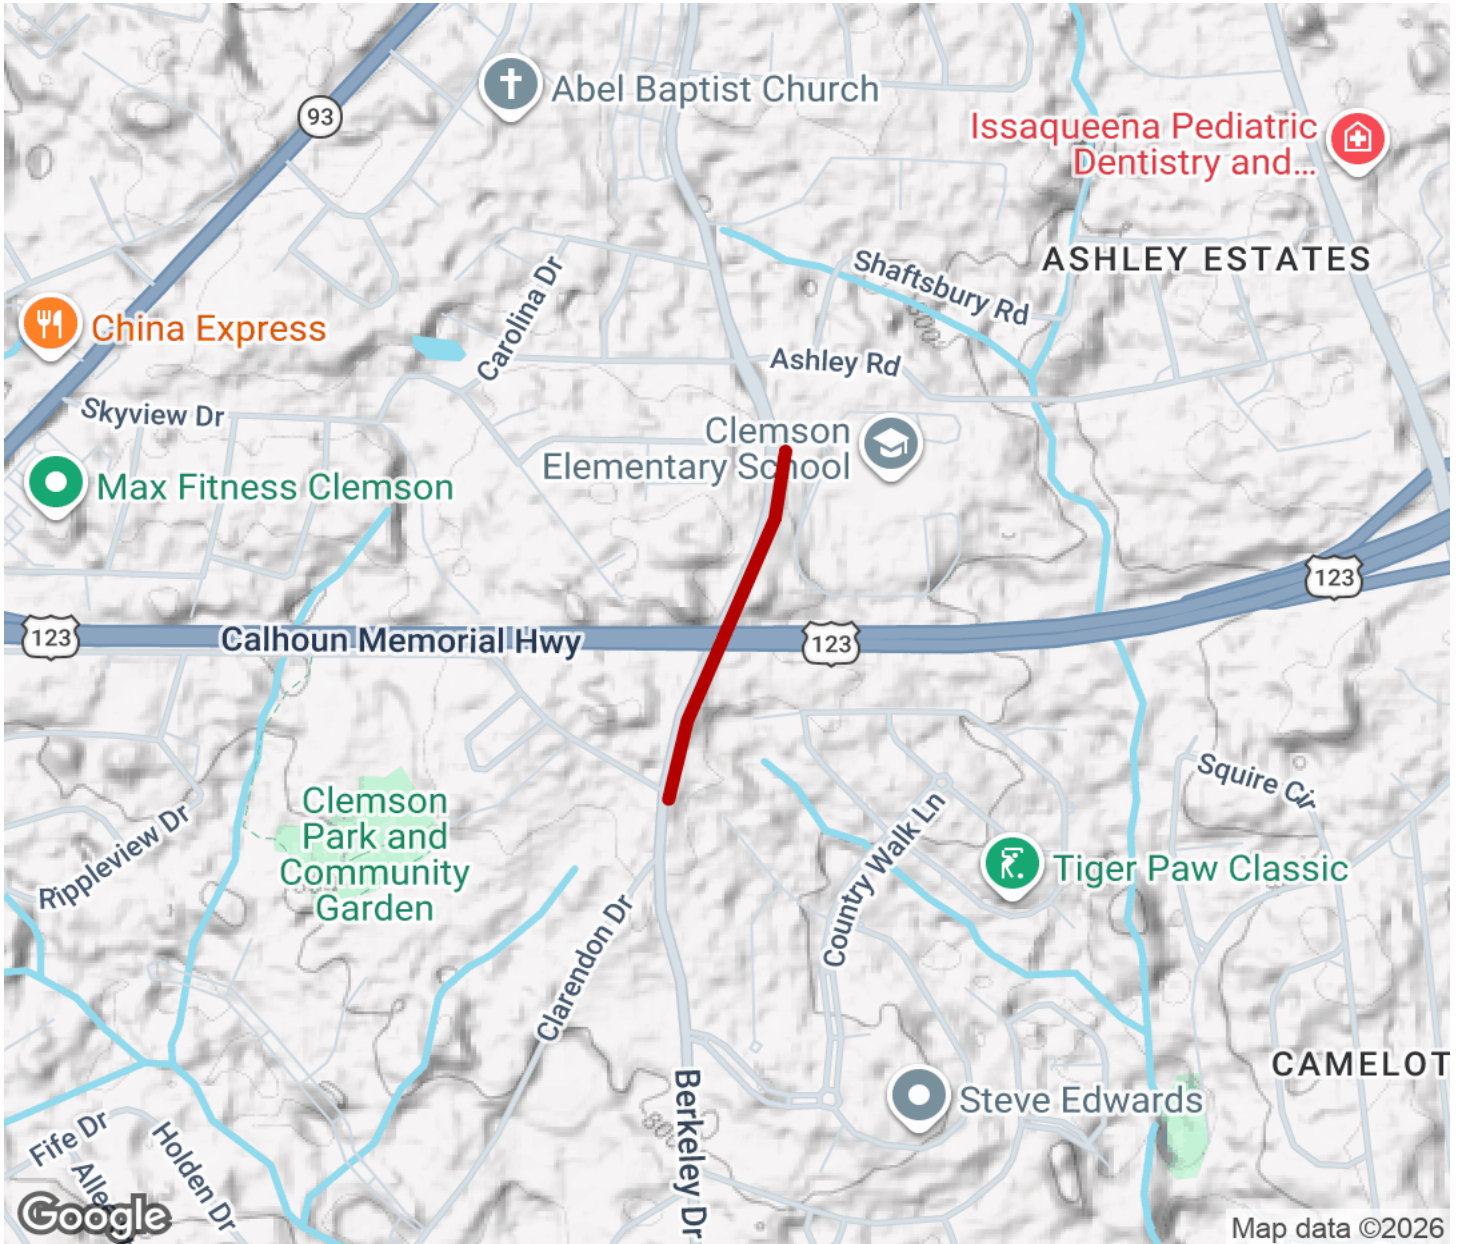 93
Abel Baptist Church
Issaqueena Pediatric
Dentistry and...
ASHLEY ESTATES
Shaftsbury Rd
Carolina Dr
China Express
Ashley Rd
Skyview Dr
Clemson
Elementary School
Max Fitness Clemson
500
123
123
Calhoun Memorial Hwy
123
Squire Cir
Clemson
Park and
Community
Garden
Country Walk Ln
Tiger Paw Classic
Rippleview Dr
Clarendon Dr
CAMELOT
Berkeley Dr
Steve Edwards
Fife Dr
Holden Dr
Google
Map data ©2026